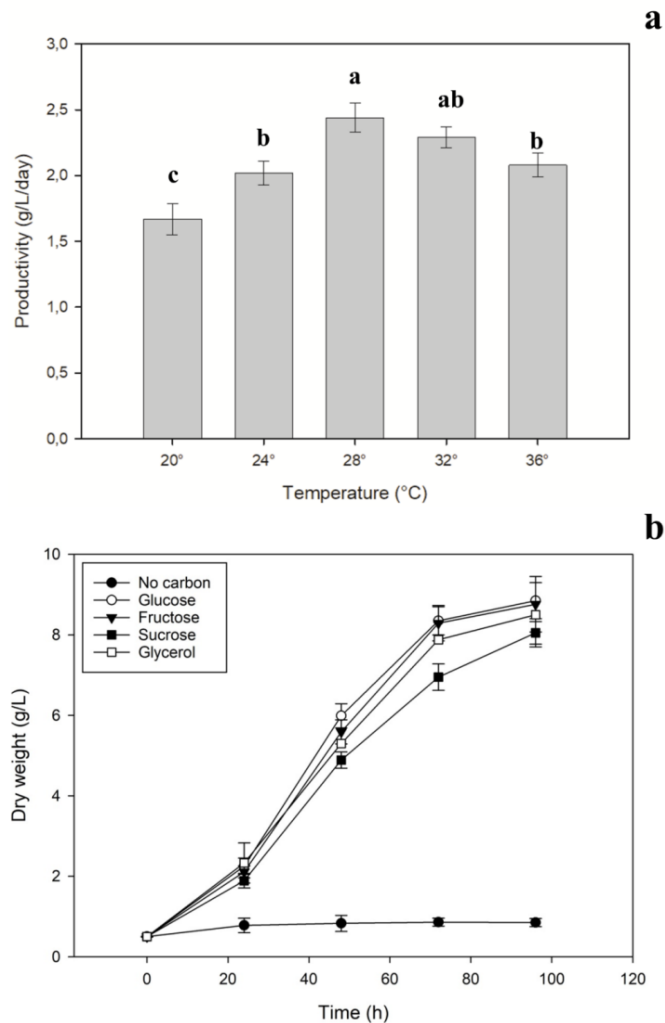 a
3,0
2,5
2,0
1,5
1,0
0,5
0,0
Productivity (g/L/day)
c
b
a
ab
b
20° 24° 28° 32° 36°
Temperature (°C)
b
10
8
6
4
2
0
Dry weight (g/L)
No carbon
Glucose
Fructose
Sucrose
Glycerol
0 20 40 60 80 100 120
Time (h)